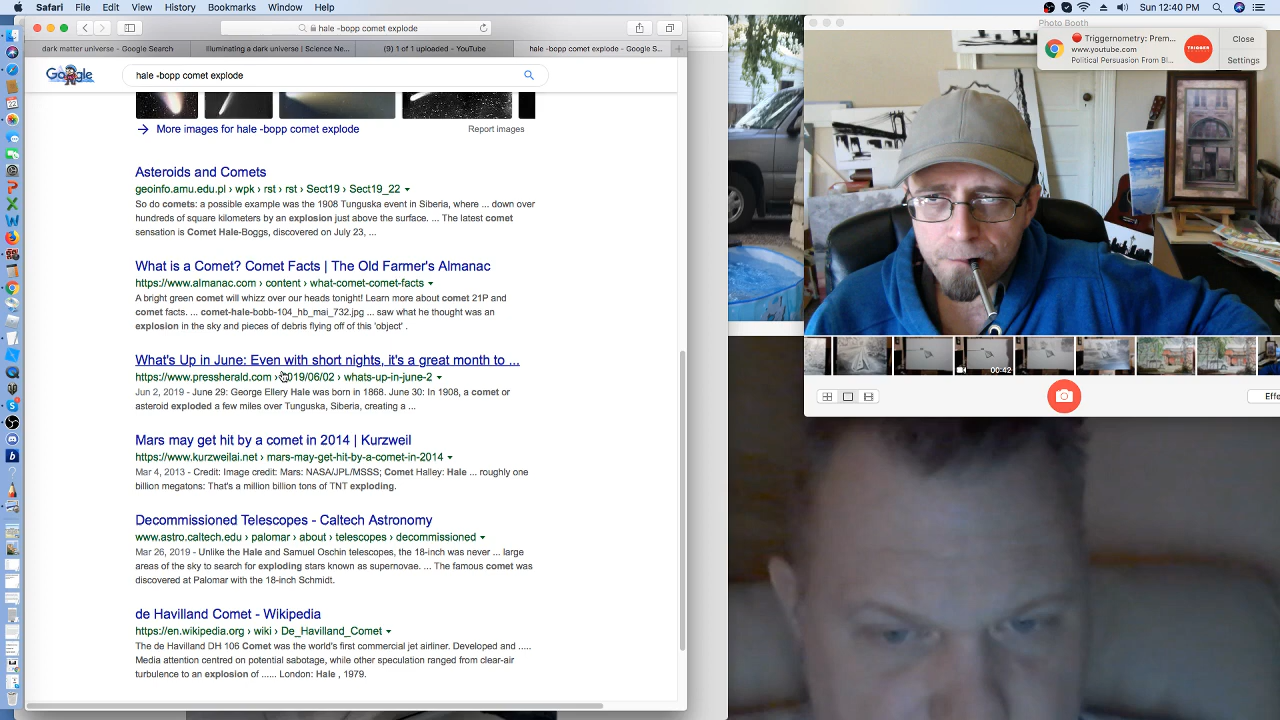 Safari File Edit View History Bookmarks Window Help
Sun 12:40 PM
hale -bopp comet explode
dark matter universe - Google Search
Illuminating a dark universe | Science Ne...
(9) 1 of 1 uploaded - YouTube
hale -bopp comet explode - Google S...
hale -bopp comet explode
More images for hale -bopp comet explode
Report images
Asteroids and Comets
geoinfo.amu.edu.pl › wpk › rst › rst › Sect19 › Sect19_22
So do comets: a possible example was the 1908 Tunguska event in Siberia, where ... down over
hundreds of square kilometers by an explosion just above the surface. ... The latest comet
sensation is Comet Hale-Boggs, discovered on July 23, ...
What is a Comet? Comet Facts | The Old Farmer's Almanac
https://www.almanac.com › content › what-comet-comet-facts
A bright green comet will whizz over our heads tonight! Learn more about comet 21P and
comet facts. ... comet-hale-bobb-104_hb_mai_732.jpg ... saw what he thought was an
explosion in the sky and pieces of debris flying off of this 'object' .
What's Up in June: Even with short nights, it's a great month to ...
https://www.pressherald.com › 2019/06/02 › whats-up-in-june-2
Jun 2, 2019 - June 29: George Ellery Hale was born in 1868. June 30: In 1908, a comet or
asteroid exploded a few miles over Tunguska, Siberia, creating a ...
Mars may get hit by a comet in 2014 | Kurzweil
https://www.kurzweilai.net › mars-may-get-hit-by-a-comet-in-2014
Mar 4, 2013 - Credit: Image credit: Mars: NASA/JPL/MSSS; Comet Halley: Hale ... roughly one
billion megatons: That's a million billion tons of TNT exploding.
Decommissioned Telescopes - Caltech Astronomy
www.astro.caltech.edu › palomar › about › telescopes › decommissioned
Mar 26, 2019 - Unlike the Hale and Samuel Oschin telescopes, the 18-inch was never ... large
areas of the sky to search for exploding stars known as supernovae. ... The famous comet was
discovered at Palomar with the 18-inch Schmidt.
de Havilland Comet - Wikipedia
https://en.wikipedia.org › wiki › De_Havilland_Comet
The de Havilland DH 106 Comet was the world's first commercial jet airliner. Developed and .....
Media attention centred on potential sabotage, while other speculation ranged from clear-air
turbulence to an explosion of ...... London: Hale , 1979.
Photo Booth
Triggernometry: Prem...
www.youtube.com
Political Persuasion From Bl...
TRIGGER
Close
Settings
00:42
Effe